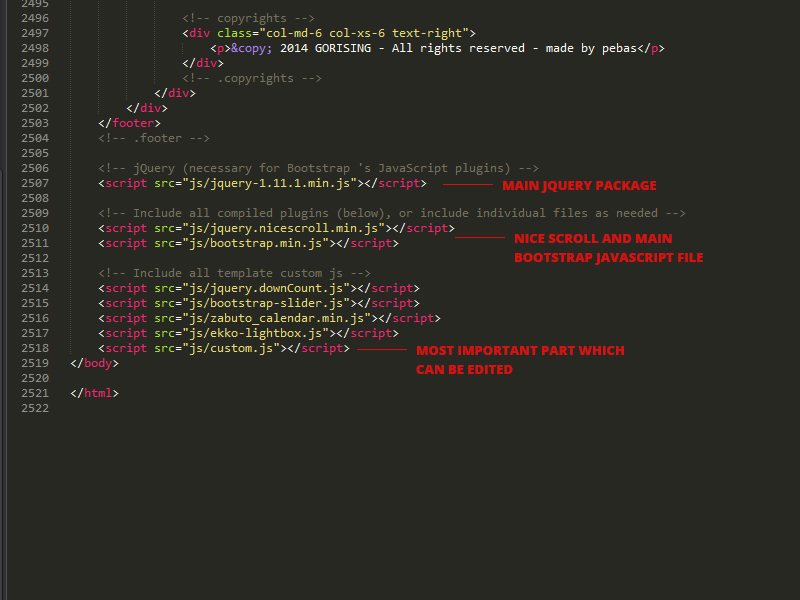 2495
2496 <!-- copyrights -->
2497 <div class="col-md-6 col-xs-6 text-right">
2498 <p>&copy; 2014 GORISING - All rights reserved - made by pebas</p>
2499 </div>
2500 <!-- .copyrights -->
2501 </div>
2502 </div>
2503 </footer>
2504 <!-- .footer -->
2505
2506 <!-- jQuery (necessary for Bootstrap 's JavaScript plugins) -->
2507 <script src="js/jquery-1.11.1.min.js"></script> MAIN JQUERY PACKAGE
2508
2509 <!-- Include all compiled plugins (below), or include individual files as needed -->
2510 <script src="js/jquery.nicescroll.min.js"></script>
2511 <script src="js/bootstrap.min.js"></script> NICE SCROLL AND MAIN
2512 BOOTSTRAP JAVASCRIPT FILE
2513 <!-- Include all template custom js -->
2514 <script src="js/jquery.downCount.js"></script>
2515 <script src="js/bootstrap-slider.js"></script>
2516 <script src="js/zabuto_calendar.min.js"></script>
2517 <script src="js/ekko-lightbox.js"></script>
2518 <script src="js/custom.js"></script> MOST IMPORTANT PART WHICH
2519 </body> CAN BE EDITED
2520
2521 </html>
2522